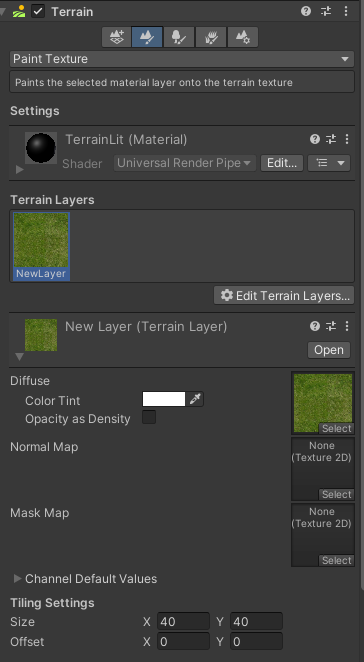 Terrain
Paint Texture
Paints the selected material layer onto the terrain texture
Settings
TerrainLit (Material)
Shader Universal Render Pipe Edit...
Terrain Layers
NewLayer
Edit Terrain Layers...
New Layer (Terrain Layer)
Open
Diffuse
Color Tint
Opacity as Density
Select
Normal Map
None
(Texture 2D)
Select
Mask Map
None
(Texture 2D)
Select
Channel Default Values
Tiling Settings
Size X 40 Y 40
Offset X 0 Y 0